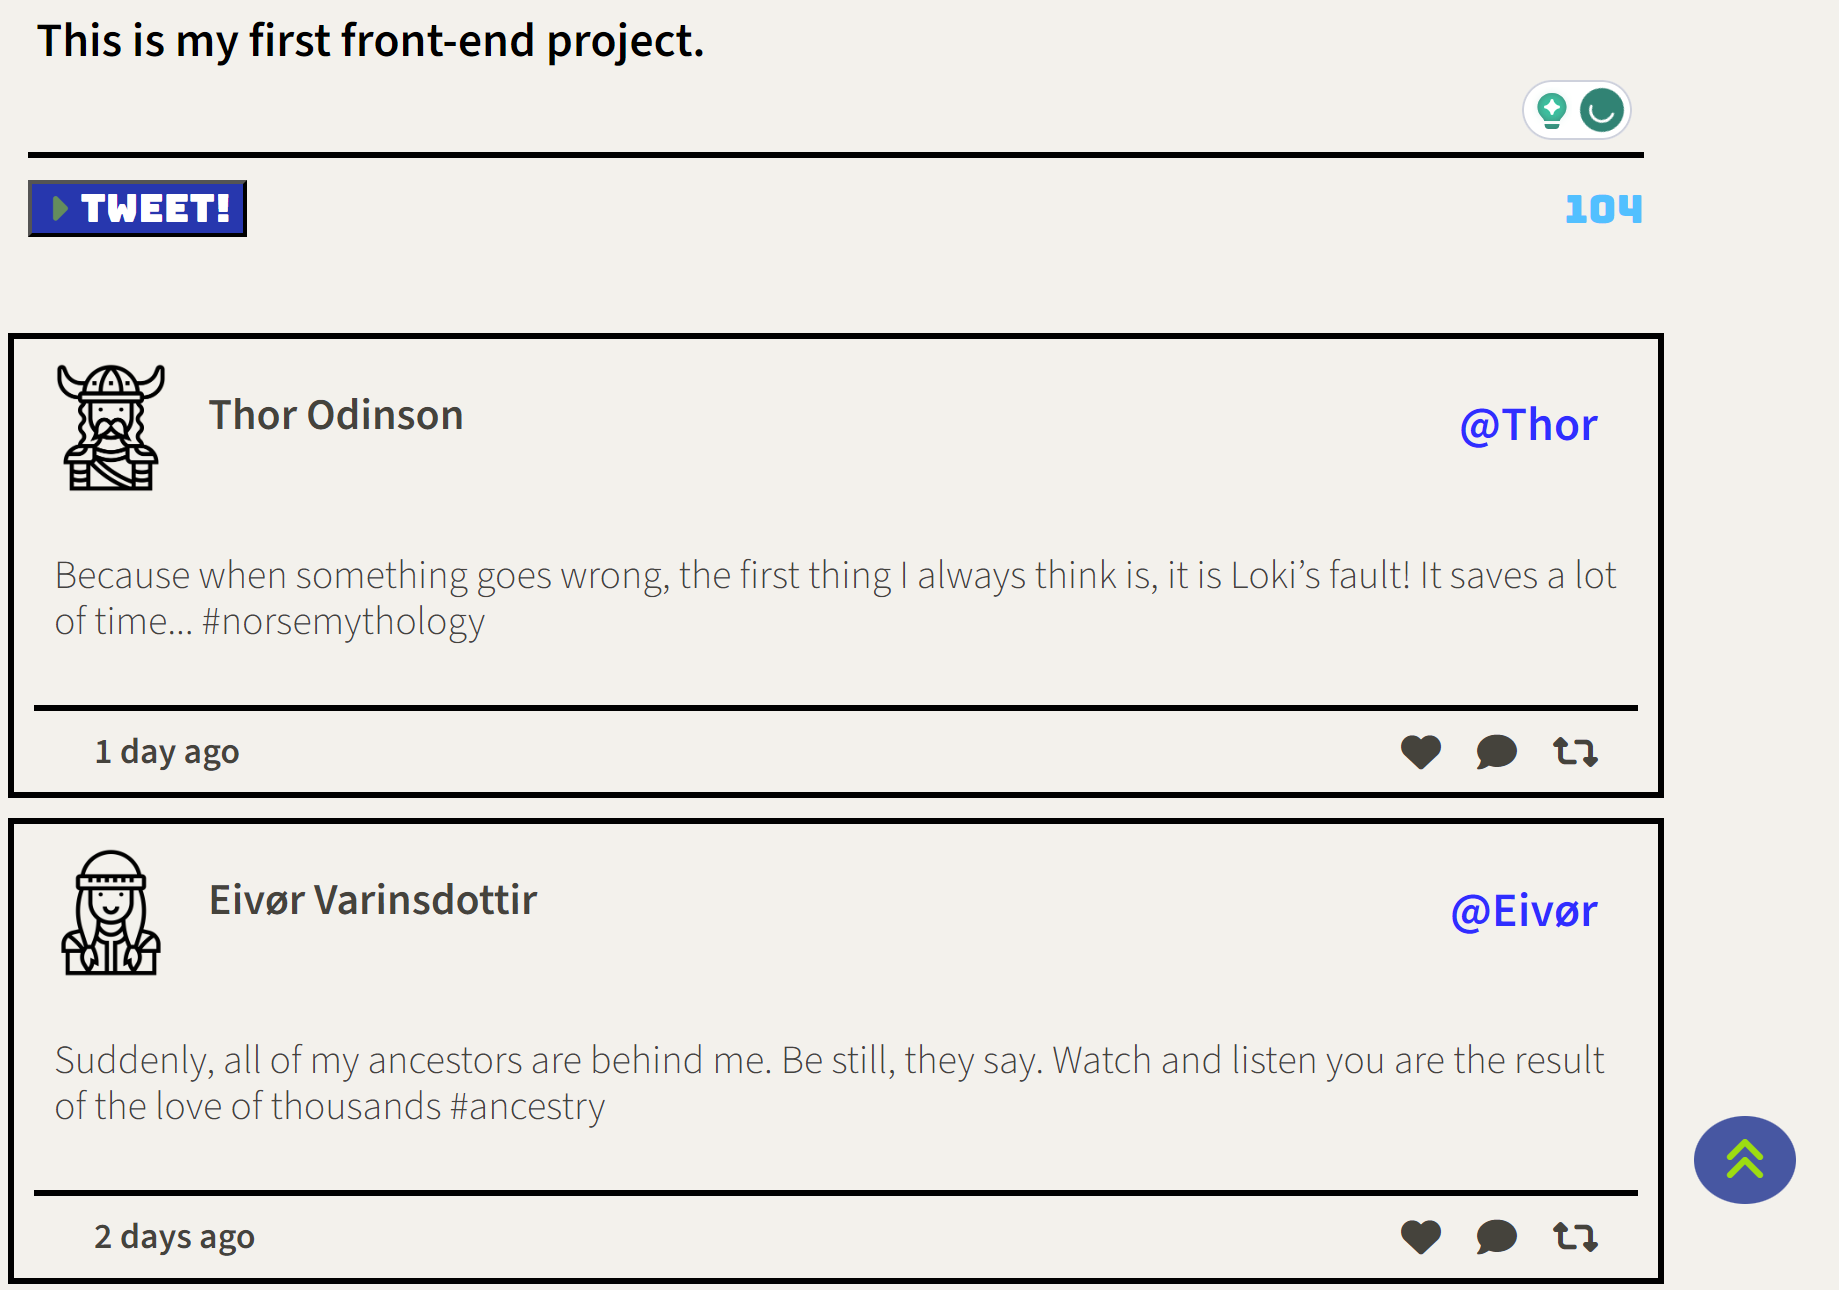 This is my first front-end project.
TWEET!
104
Thor Odinson
@Thor
Because when something goes wrong, the first thing I always think is, it is Loki’s fault! It saves a lot
of time... #norsemythology
1 day ago
Eivør Varinsdottir
@Eivør
Suddenly, all of my ancestors are behind me. Be still, they say. Watch and listen you are the result
of the love of thousands #ancestry
2 days ago